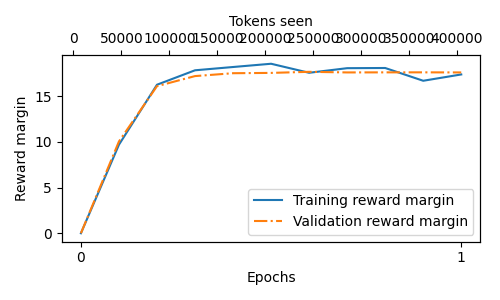 Tokens seen
0 50000 100000 150000 200000 250000 300000 350000 400000
15
10
5
0
Reward margin
Training reward margin
Validation reward margin
0 1
Epochs